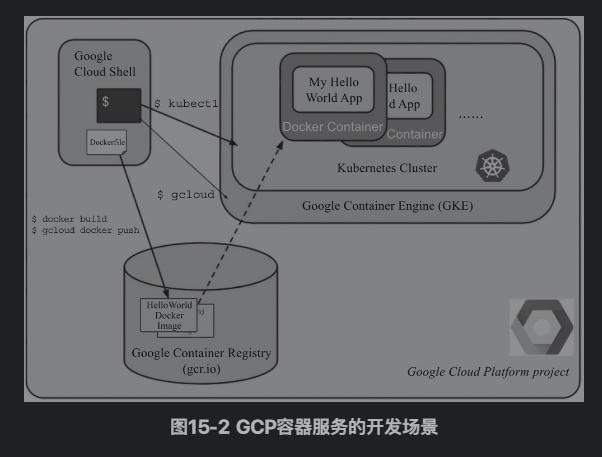 Google
Cloud Shell
$
Dockerfile
$ kubectl
$ gcloud
$ docker build
$ gcloud docker push
My Hello
World App
Docker Container
Hello
d App
Container
......
Kubernetes Cluster
Google Container Engine (GKE)
HelloWorld
Docker
Image
ld
Google Container Registry
(gcr.io)
Google Cloud Platform project
图15-2 GCP容器服务的开发场景